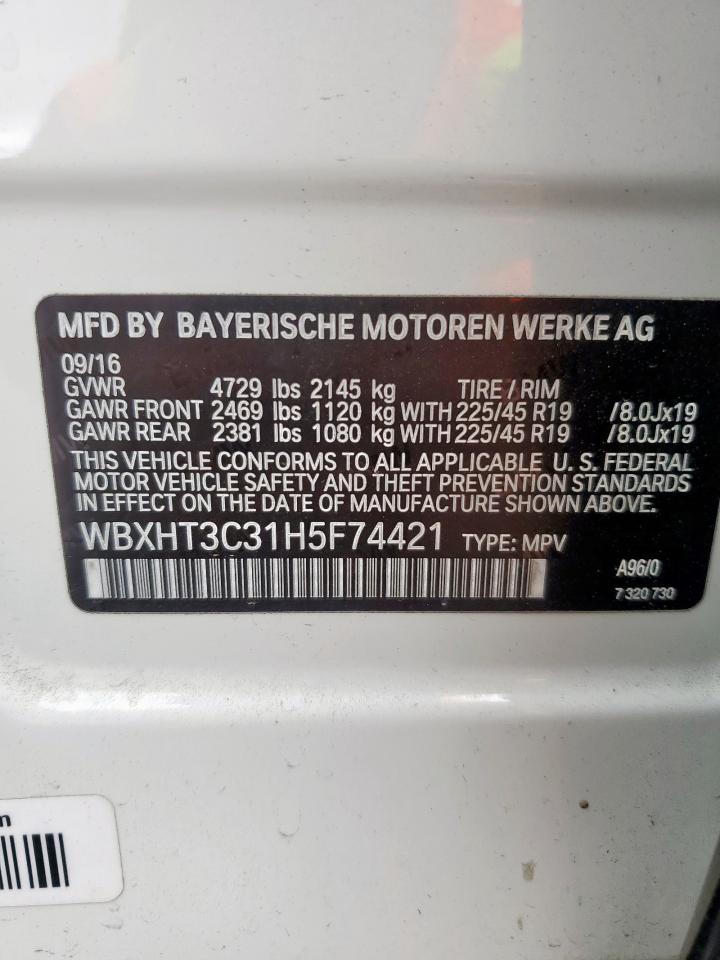 MFD BY BAYERISCHE MOTOREN WERKE AG
09/16
GVWR 4729 lbs 2145 kg TIRE / RIM
GAWR FRONT 2469 lbs 1120 kg WITH 225/45 R19 /8.0Jx19
GAWR REAR 2381 lbs 1080 kg WITH 225/45 R19 /8.0Jx19
THIS VEHICLE CONFORMS TO ALL APPLICABLE U. S. FEDERAL
MOTOR VEHICLE SAFETY AND THEFT PREVENTION STANDARDS
IN EFFECT ON THE DATE OF MANUFACTURE SHOWN ABOVE.
WBXHT3C31H5F74421 TYPE: MPV
A96/0
7 320 730